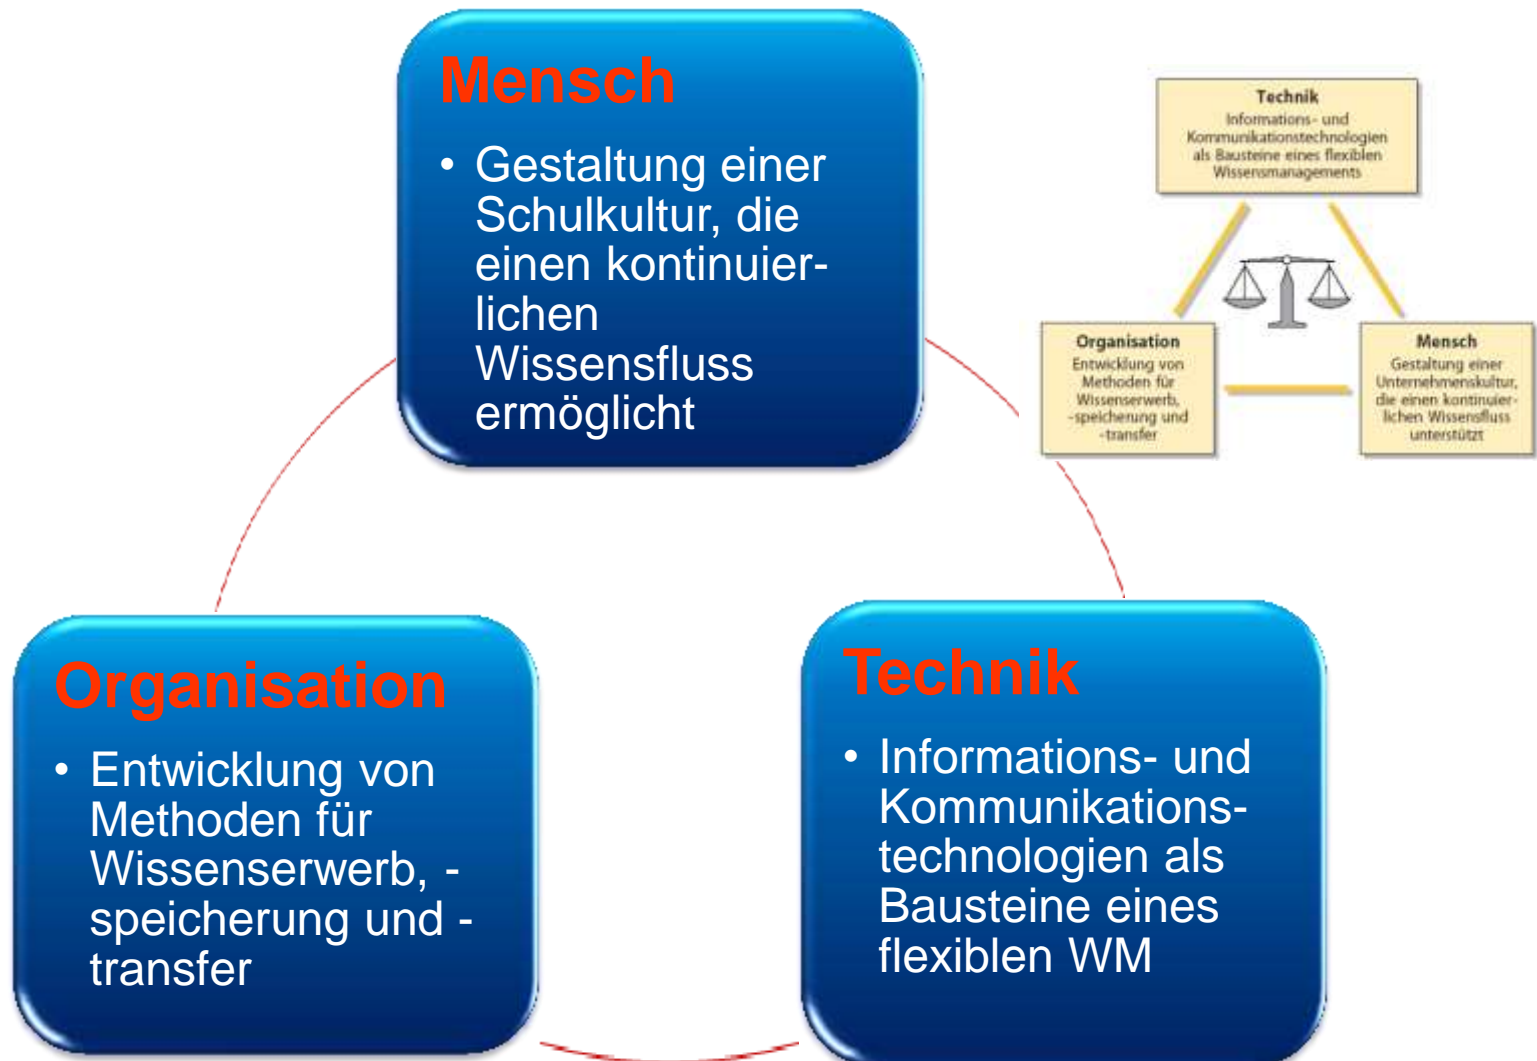 Mensch
• Gestaltung einer
Schulkultur, die
einen kontinuier-
lichen
Wissensfluss
ermöglicht
Technik
Informations- und
Kommunikationstechnologien
als Bausteine eines flexiblen
Wissensmanagements
Organisation
Entwicklung von
Methoden für
Wissenserwerb,
-speicherung und
-transfer
Mensch
Gestaltung einer
Unternehmenskultur,
die einen kontinuier-
lichen Wissensfluss
unterstützt
Organisation
• Entwicklung von
Methoden für
Wissenserwerb, -
speicherung und -
transfer
Technik
• Informations- und
Kommunikations-
technologien als
Bausteine eines
flexiblen WM